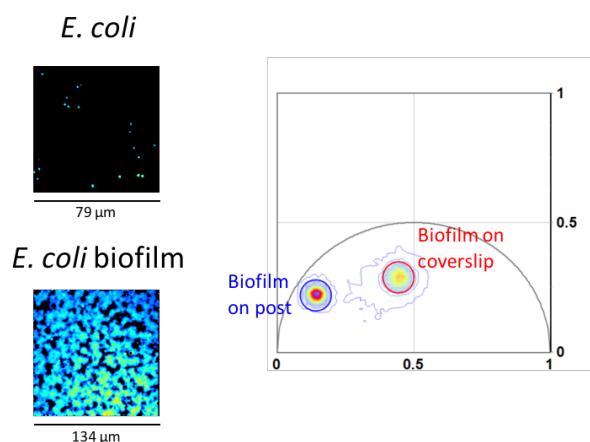 E. coli
79 µm
E. coli biofilm
134 µm
1
0.5
0
Biofilm on
coverslip
Biofilm
on post
0
0.5
1